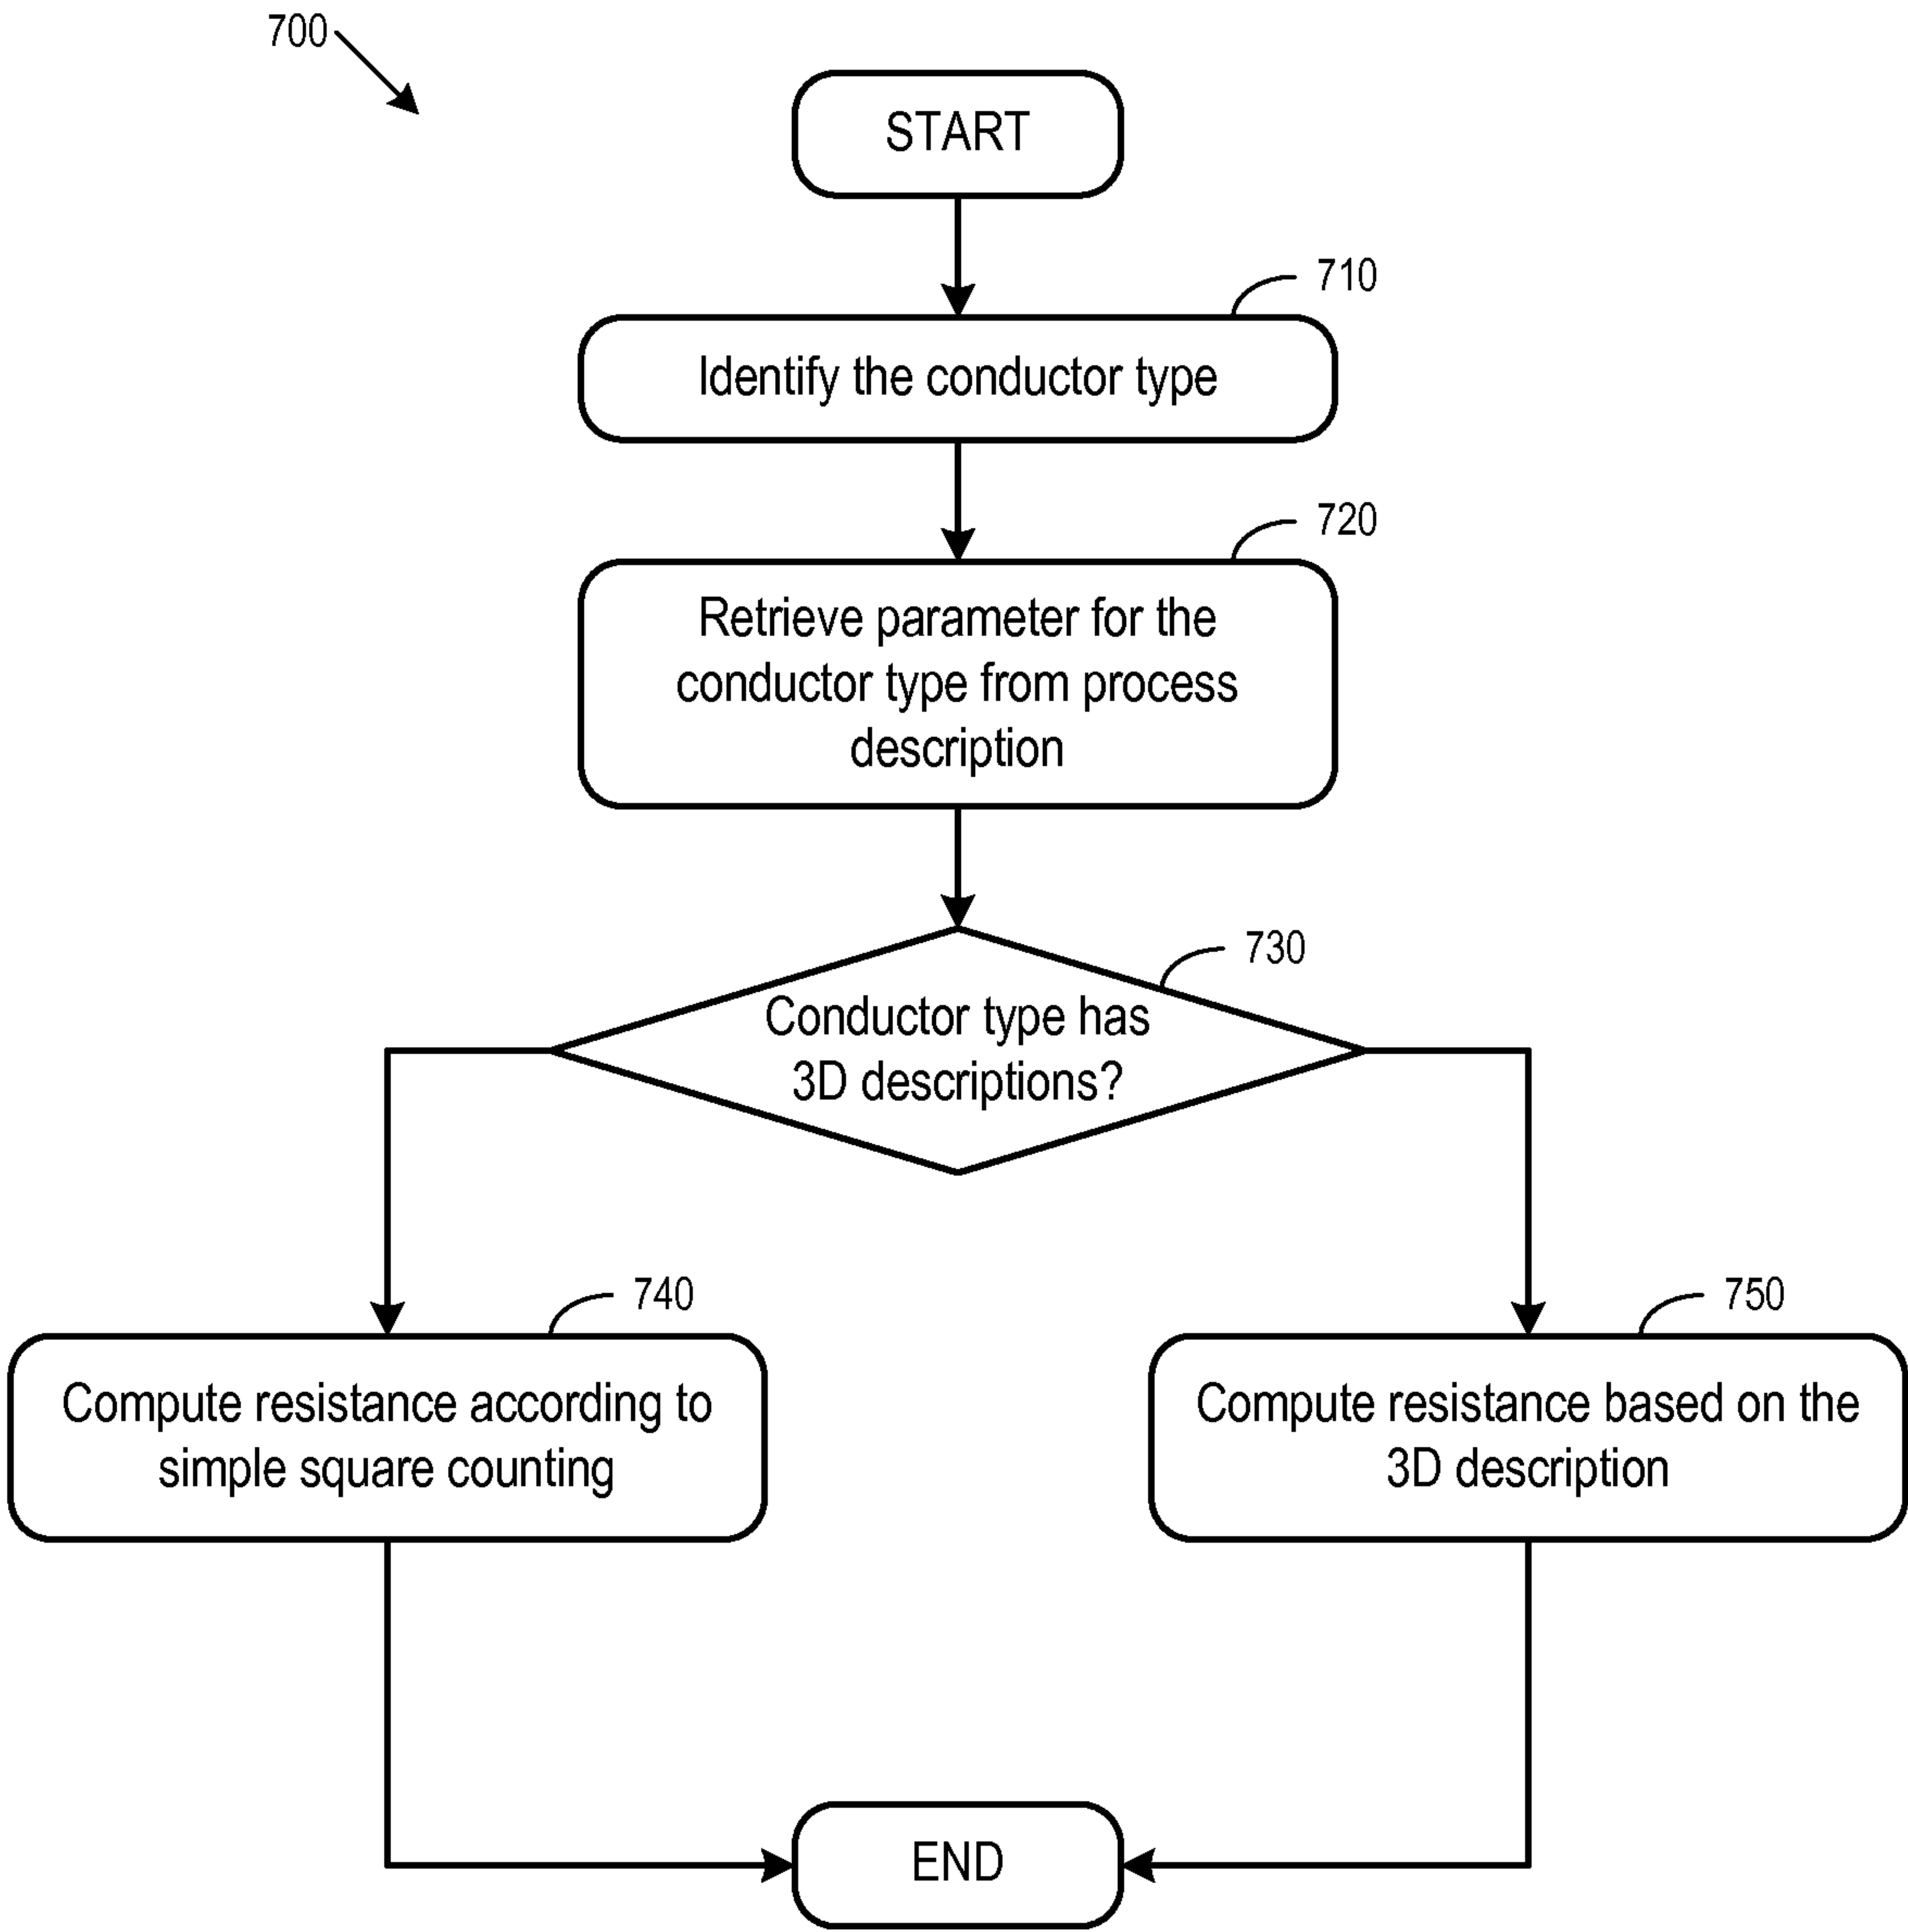 700
START
710
Identify the conductor type
720
Retrieve parameter for the
conductor type from process
description
730
Conductor type has
3D descriptions?
740
Compute resistance according to
simple square counting
750
Compute resistance based on the
3D description
END